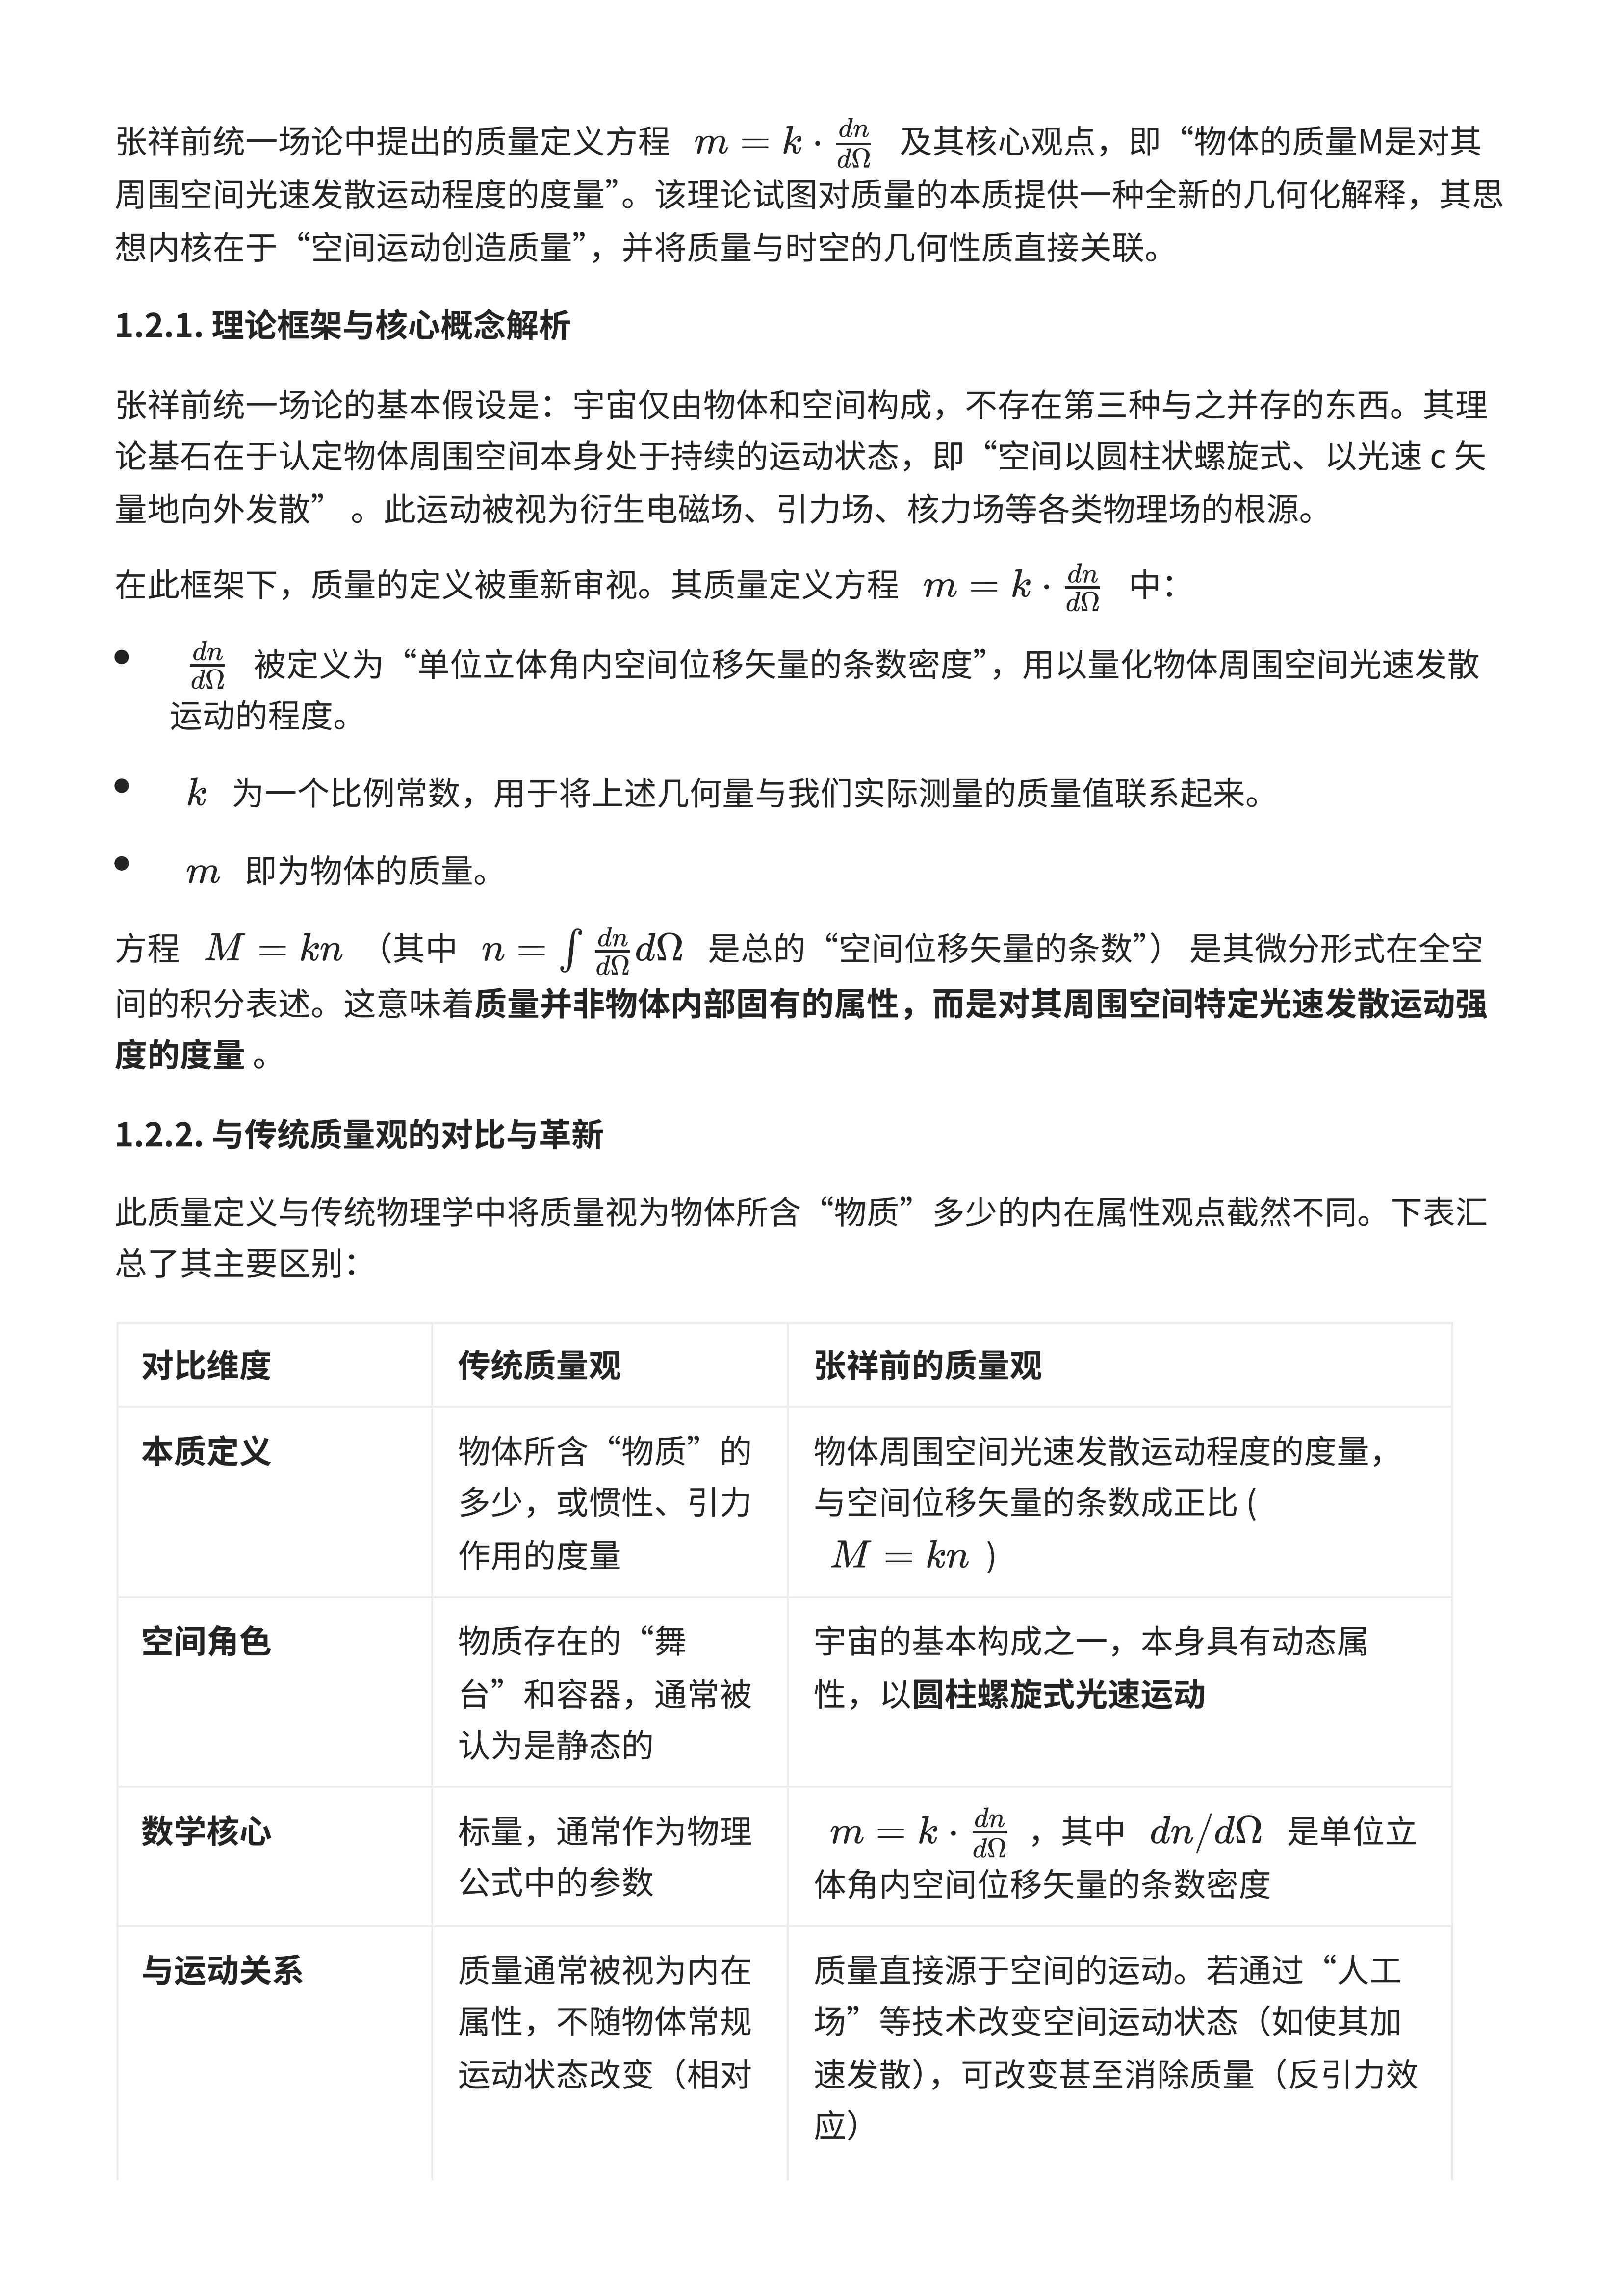 张祥前统一场论中提出的质量定义方程 m = k · dn/dΩ 及其核心观点，即“物体的质量M是对其
周围空间光速发散运动程度的度量”。该理论试图对质量的本质提供一种全新的几何化解释，其思
想内核在于“空间运动创造质量”，并将质量与时空的几何性质直接关联。
1.2.1. 理论框架与核心概念解析
张祥前统一场论的基本假设是：宇宙仅由物体和空间构成，不存在第三种与之并存的东西。其理
论基石在于认定物体周围空间本身处于持续的运动状态，即“空间以圆柱状螺旋式、以光速 c 矢
量地向外发散” 。此运动被视为衍生电磁场、引力场、核力场等各类物理场的根源。
在此框架下，质量的定义被重新审视。其质量定义方程 m = k · dn/dΩ 中：
● dn/dΩ 被定义为“单位立体角内空间位移矢量的条数密度”，用以量化物体周围空间光速发散
运动的程度。
● k 为一个比例常数，用于将上述几何量与我们实际测量的质量值联系起来。
● m 即为物体的质量。
方程 M = kn （其中 n = ∫ dn/dΩ dΩ 是总的“空间位移矢量的条数”） 是其微分形式在全空
间的积分表述。这意味着质量并非物体内部固有的属性，而是对其周围空间特定光速发散运动强
度的度量 。
1.2.2. 与传统质量观的对比与革新
此质量定义与传统物理学中将质量视为物体所含“物质”多少的内在属性观点截然不同。下表汇
总了其主要区别：
对比维度
传统质量观
张祥前的质量观
本质定义
物体所含“物质”的
多少，或惯性、引力
作用的度量
物体周围空间光速发散运动程度的度量，
与空间位移矢量的条数成正比 (
M = kn )
空间角色
物质存在的“舞
台”和容器，通常被
认为是静态的
宇宙的基本构成之一，本身具有动态属
性，以圆柱螺旋式光速运动
数学核心
标量，通常作为物理
公式中的参数
m = k · dn/dΩ ，其中 dn/dΩ 是单位立
体角内空间位移矢量的条数密度
与运动关系
质量通常被视为内在
属性，不随物体常规
运动状态改变（相对
质量直接源于空间的运动。若通过“人工
场”等技术改变空间运动状态（如使其加
速发散），可改变甚至消除质量（反引力效
应）